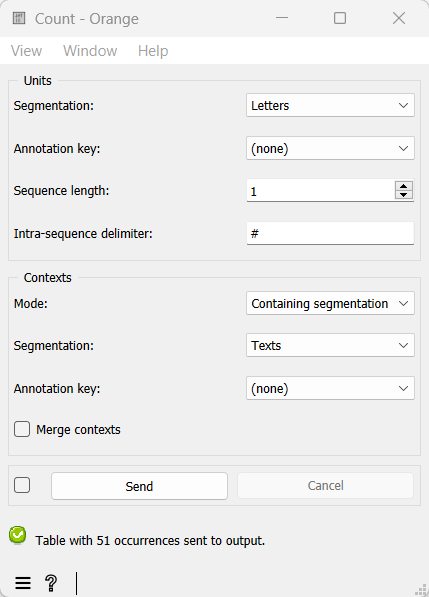 Count - Orange
View Window Help
Units
Segmentation: Letters
Annotation key: (none)
Sequence length: 1
Intra-sequence delimiter: #
Contexts
Mode: Containing segmentation
Segmentation: Texts
Annotation key: (none)
Merge contexts
Send Cancel
Table with 51 occurrences sent to output.
?